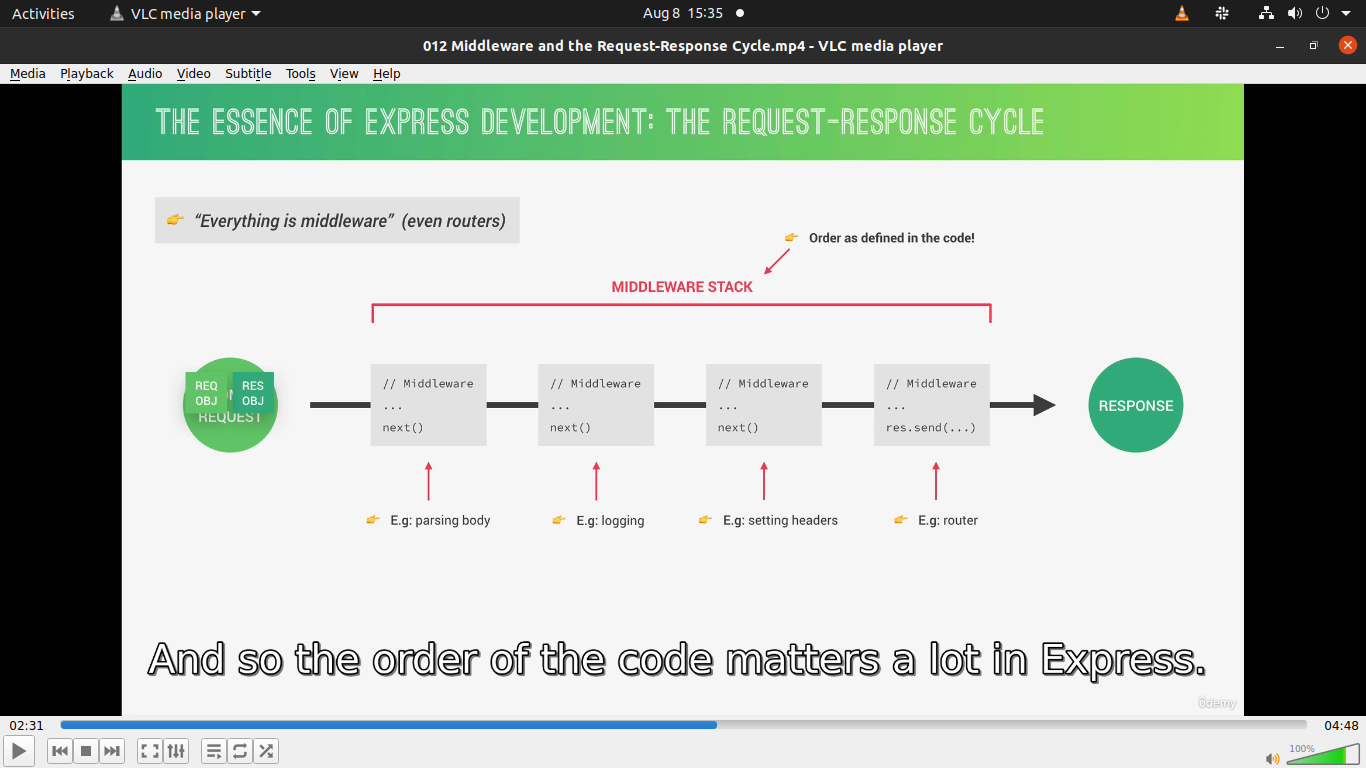 Activities
VLC media player
Aug 8 15:35
012 Middleware and the Request-Response Cycle.mp4 - VLC media player
Media Playback Audio Video Subtitle Tools View Help
THE ESSENCE OF EXPRESS DEVELOPMENT: THE REQUEST-RESPONSE CYCLE
“Everything is middleware” (even routers)
Order as defined in the code!
MIDDLEWARE STACK
REQ
OBJ
RES
OBJ
REQUEST
// Middleware
...
next()
// Middleware
...
next()
// Middleware
...
next()
// Middleware
...
res.send(...)
RESPONSE
E.g: parsing body
E.g: logging
E.g: setting headers
E.g: router
And so the order of the code matters a lot in Express.
ûdemy
02:31
04:48
100%